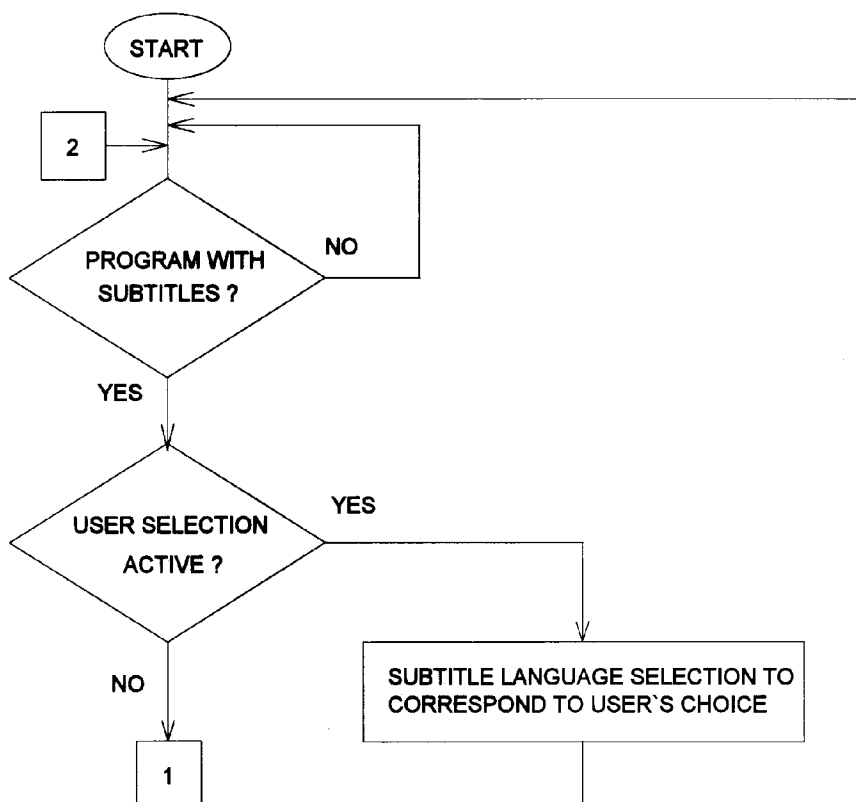 START
2
PROGRAM WITH
SUBTITLES ?
NO
YES
USER SELECTION
ACTIVE ?
YES
NO
SUBTITLE LANGUAGE SELECTION TO
CORRESPOND TO USER`S CHOICE
1